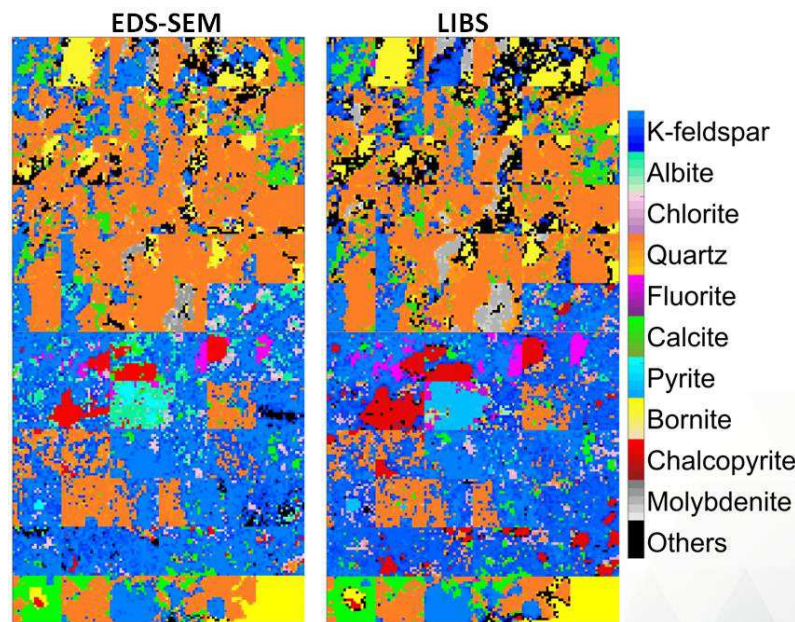 EDS-SEM
LIBS
K-feldspar
Albite
Chlorite
Quartz
Fluorite
Calcite
Pyrite
Bornite
Chalcopyrite
Molybdenite
Others